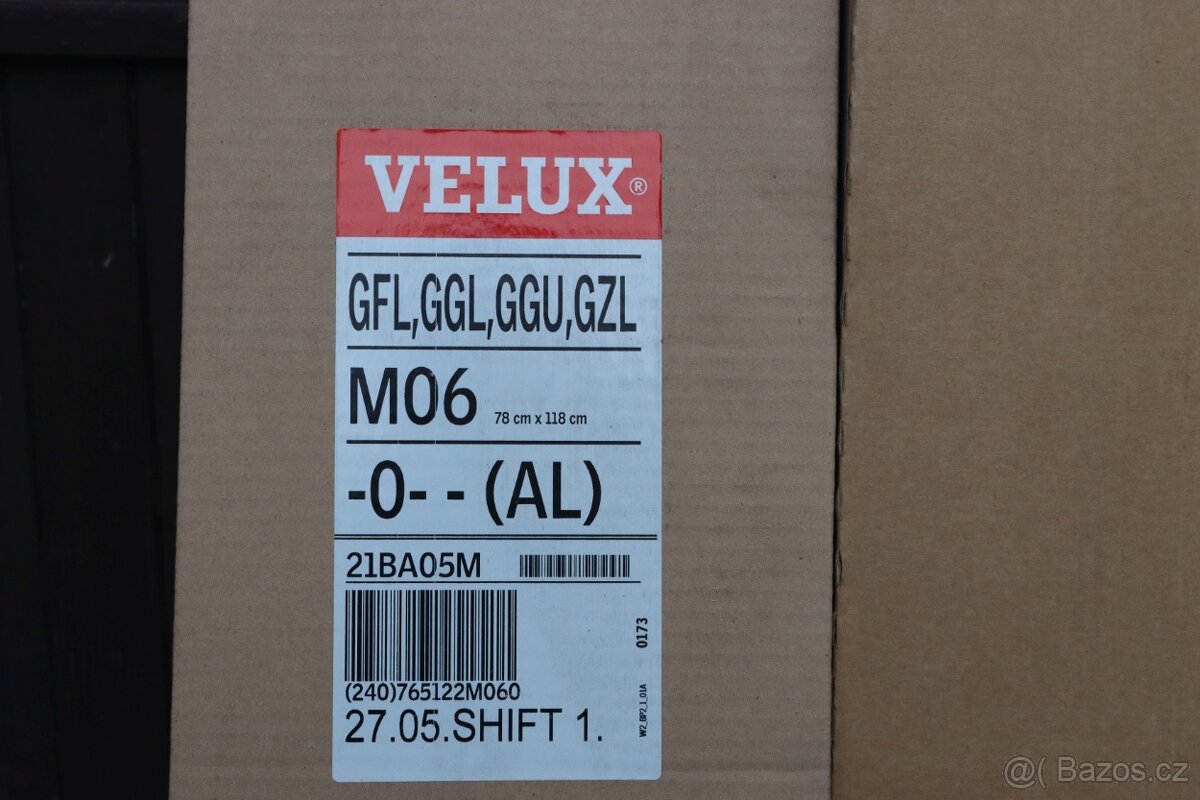 VELUX®
GFL,GGL,GGU,GZL
M06 78 cm x 118 cm
-0- - (AL)
21BA05M
0173
(240)765122M060
W2_BP2_1_01A
27.05.SHIFT 1.
@( Bazos.cz